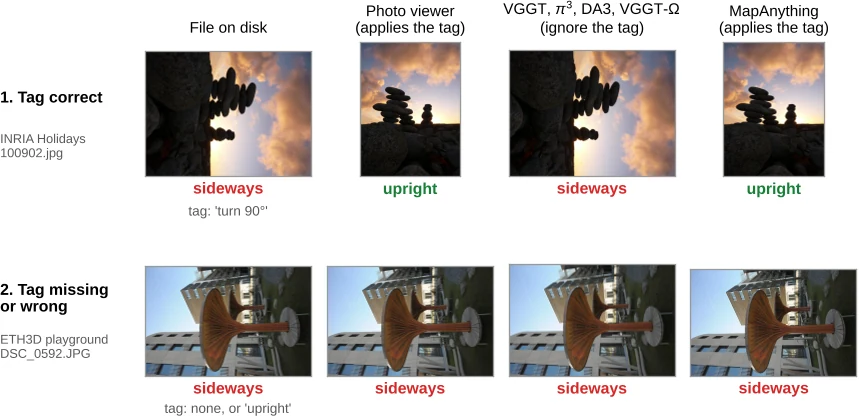 File on disk
Photo viewer
(applies the tag)
VGGT, π³, DA3, VGGT-Ω
(ignore the tag)
MapAnything
(applies the tag)
1. Tag correct
INRIA Holidays
100902.jpg
sideways
upright
sideways
upright
tag: 'turn 90°'
2. Tag missing
or wrong
ETH3D playground
DSC_0592.JPG
sideways
sideways
sideways
sideways
tag: none, or 'upright'